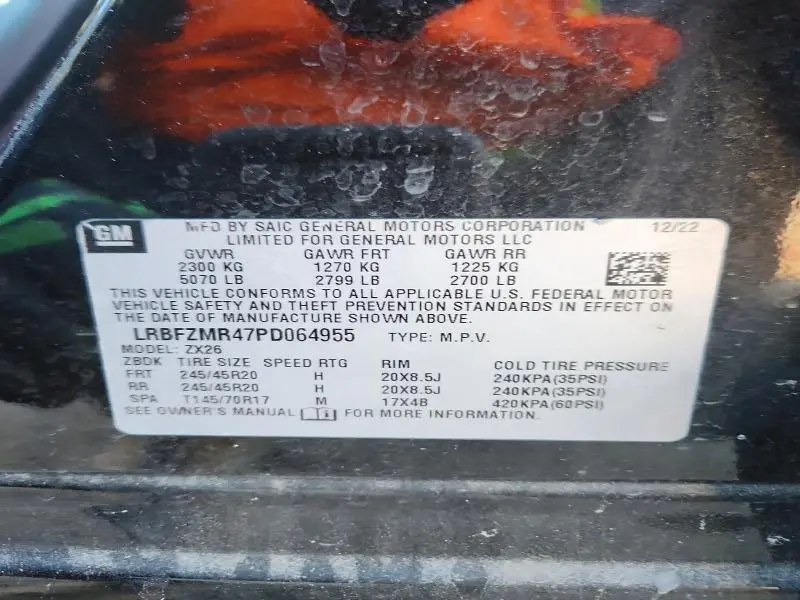 GM
MFD BY SAIC GENERAL MOTORS CORPORATION 12/22
LIMITED FOR GENERAL MOTORS LLC
GVWR GAWR FRT GAWR RR
2300 KG 1270 KG 1225 KG
5070 LB 2799 LB 2700 LB
THIS VEHICLE CONFORMS TO ALL APPLICABLE U.S. FEDERAL MOTOR
VEHICLE SAFETY AND THEFT PREVENTION STANDARDS IN EFFECT ON
THE DATE OF MANUFACTURE SHOWN ABOVE.
LRBFZMR47PD064955 TYPE: M.P.V.
MODEL: ZX26
ZBDK TIRE SIZE SPEED RTG RIM COLD TIRE PRESSURE
FRT 245/45R20 H 20X8.5J 240KPA(35PSI)
RR 245/45R20 H 20X8.5J 240KPA(35PSI)
SPA T145/70R17 M 17X4B 420KPA(60PSI)
SEE OWNER'S MANUAL FOR MORE INFORMATION.